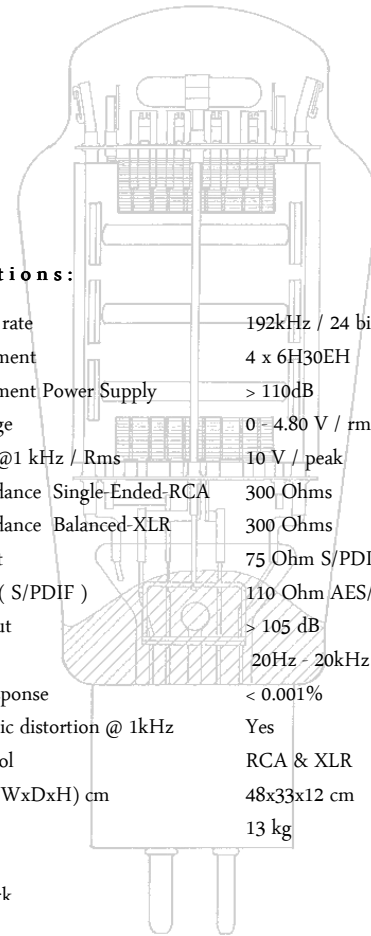 tions:
rate 192kHz / 24 bi
ment 4 x 6H30EH
ment Power Supply > 110dB
ge 0 - 4.80 V / rm
@1 kHz / Rms 10 V / peak
dance Single-Ended-RCA 300 Ohms
dance Balanced-XLR 300 Ohms
t 75 Ohm S/PDI
( S/PDIF ) 110 Ohm AES/
ut > 105 dB
20Hz - 20kHz
ponse < 0.001%
ic distortion @ 1kHz Yes
ol RCA & XLR
WxDxH) cm 48x33x12 cm
13 kg